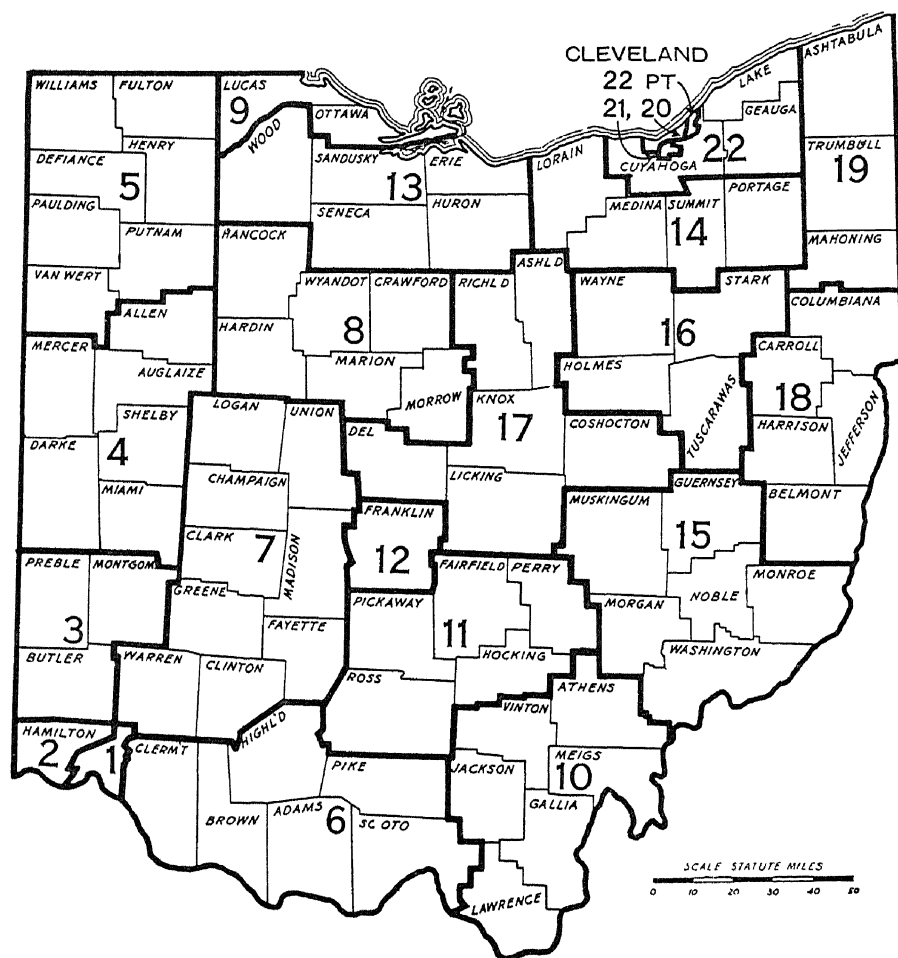 CLEVELAND
22 PT
21, 20
ASHTABULA
LAKE
GEAUGA
WILLIAMS
FULTON
LUCAS
9
OTTAWA
WOOD
HENRY
DEFIANCE
5
SANDUSKY
ERIE
13
LORAIN
CUYAHOGA
22
TRUMBULL
19
PAULDING
PUTNAM
SENECA
HURON
MEDINA
SUMMIT
PORTAGE
14
HANCOCK
MAHONING
VAN WERT
ALLEN
WYANDOT
CRAWFORD
RICHL'D
ASHL'D
WAYNE
STARK
COLUMBIANA
MERCER
HARDIN
8
16
CARROLL
AUGLAIZE
MARION
HOLMES
18
JEFFERSON
LOGAN
UNION
MORROW
KNOX
17
TUSCARAWAS
SHELBY
DEL
COSHOCTON
HARRISON
DARKE
4
CHAMPAIGN
LICKING
MIAMI
MUSKINGUM
GUERNSEY
BELMONT
FRANKLIN
CLARK
7
MADISON
12
15
PREBLE
MONTGOM.
FAIRFIELD
PERRY
MONROE
GREENE
PICKAWAY
MORGAN
NOBLE
3
FAYETTE
11
BUTLER
WARREN
CLINTON
HOCKING
WASHINGTON
ROSS
ATHENS
VINTON
HAMILTON
2
1
CLERM'T
HIGHL'D
PIKE
JACKSON
MEIGS
10
BROWN
ADAMS
6
SC OTO
GALLIA
LAWRENCE
SCALE STATUTE MILES
0 10 20 30 40 50